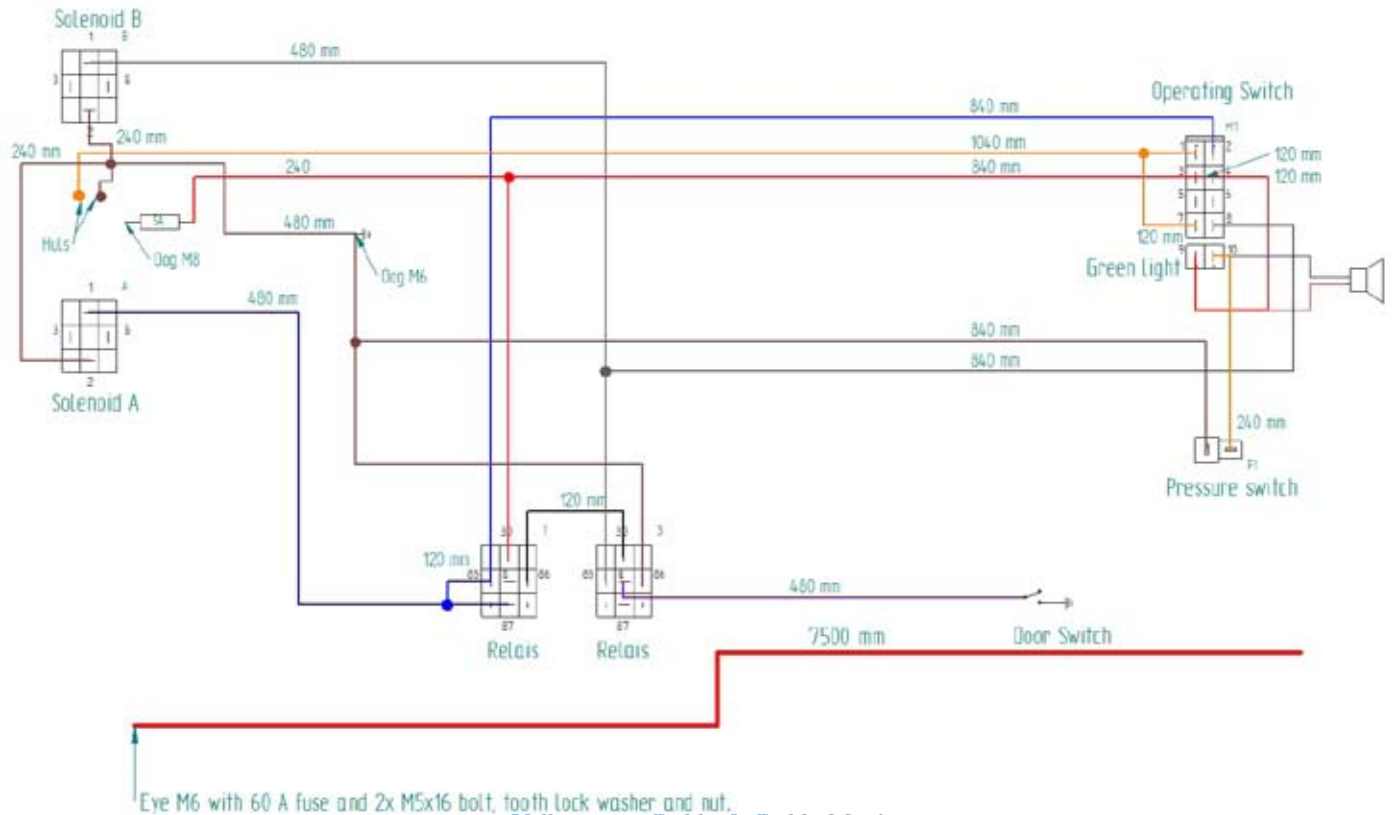 Solenoid B
1
480 mm
3
2
240 mm
240 mm
840 mm
Operating Switch
1040 mm
1
2
120 mm
240
840 mm
3
4
120 mm
5A
480 mm
5
6
Huls
Oog M8
7
8
120 mm
Oog M6
9
10
Green light
1
A
480 mm
3
6
2
Solenoid A
840 mm
840 mm
240 mm
Pressure switch
120 mm
30
1
30
3
120 mm
85
86
85
86
480 mm
87
87
Relais
Relais
7500 mm
Door Switch
Eye M6 with 60 A fuse and 2x M5x16 bolt, tooth lock washer and nut.